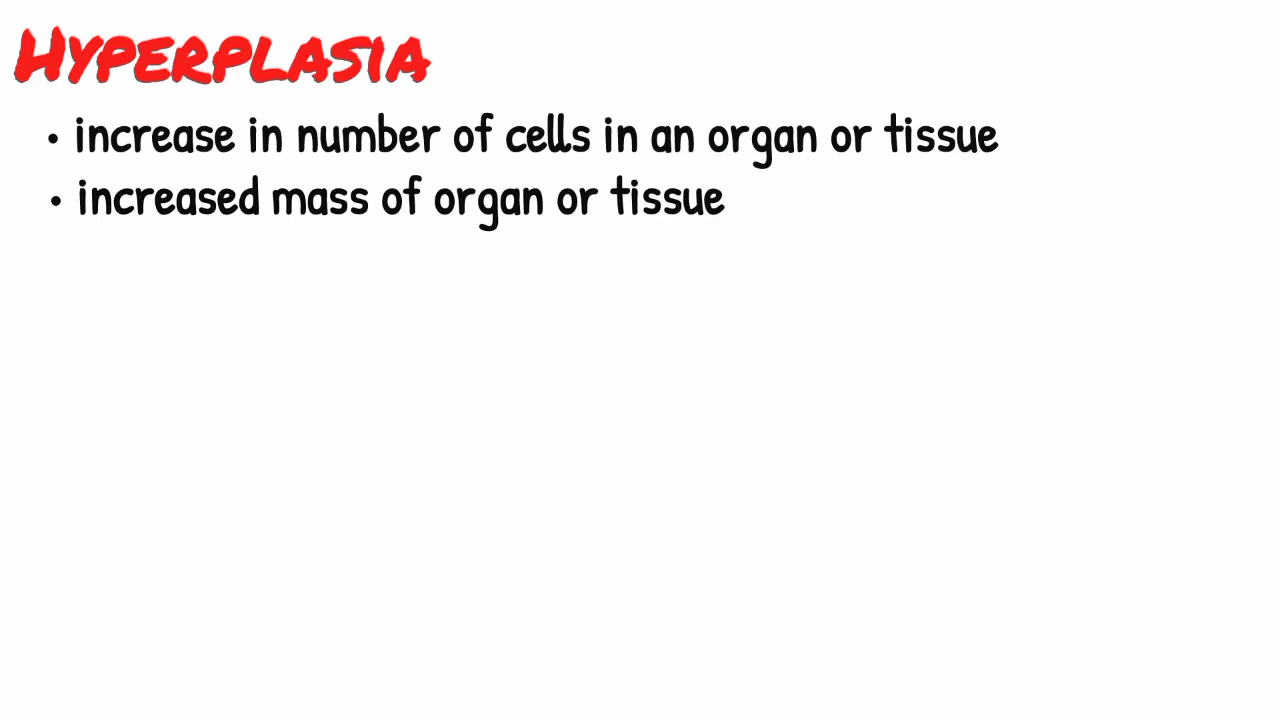 HYPERPLASIA
• increase in number of cells in an organ or tissue
• increased mass of organ or tissue